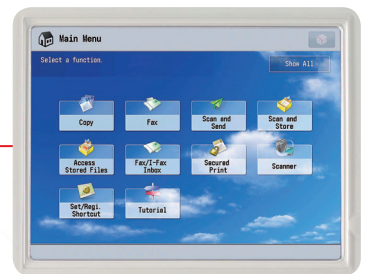 Main Menu
Select a function.
Show All
Copy
Fax
Scan and
Send
Scan and
Store
Access
Stored Files
Fax/I-Fax
Inbox
Secured
Print
Scanner
Set/Regi.
Shortcut
Tutorial